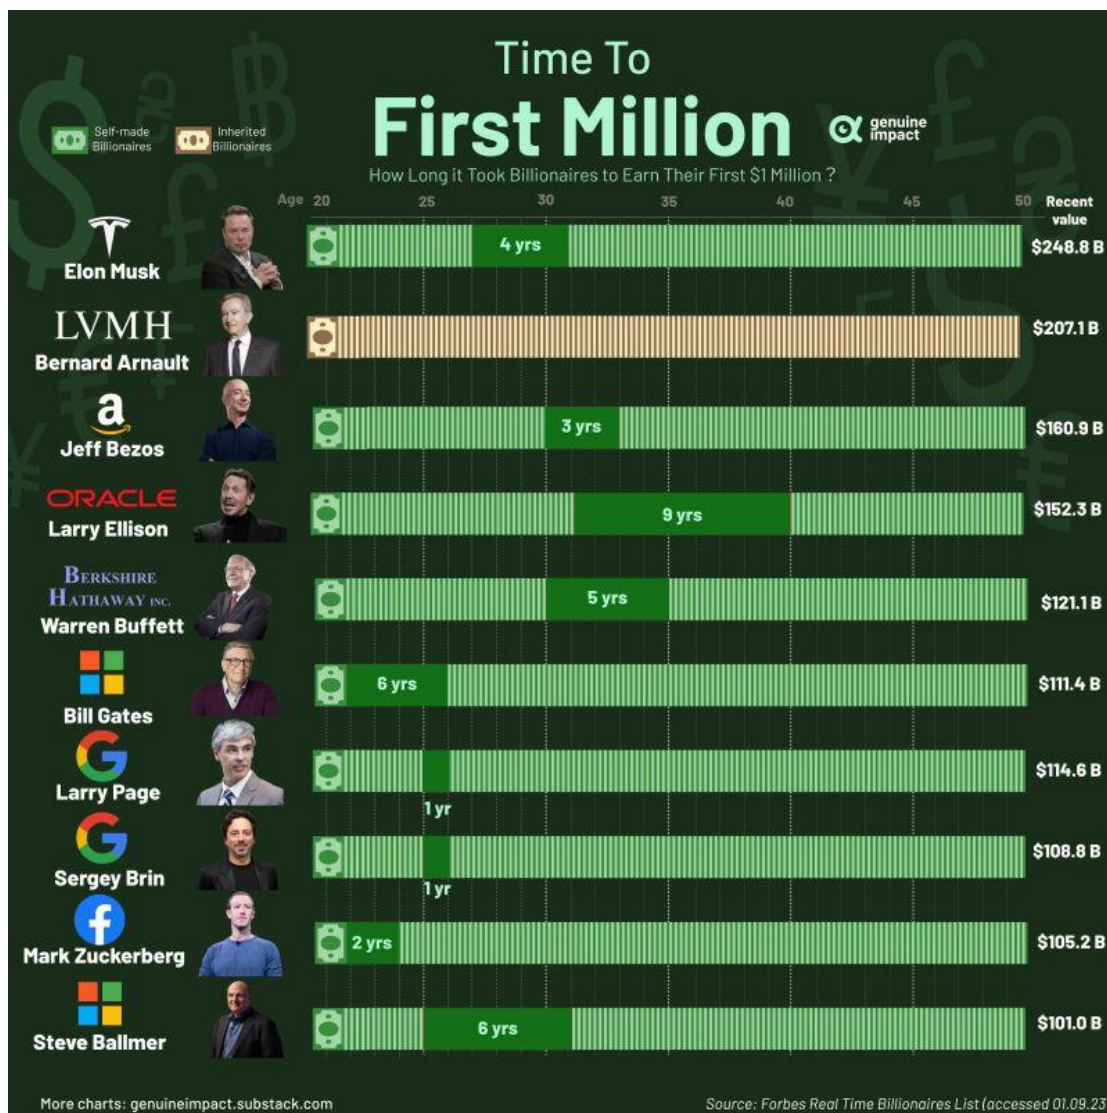 Time To
First Million
genuine
impact
Self-made
Billionaires
Inherited
Billionaires
How Long it Took Billionaires to Earn Their First $1 Million ?
Age 20 25 30 35 40 45 50 Recent
value
Elon Musk
4 yrs
$248.8 B
LVMH
Bernard Arnault
$207.1 B
a
Jeff Bezos
3 yrs
$160.9 B
ORACLE
Larry Ellison
9 yrs
$152.3 B
BERKSHIRE
HATHAWAY INC.
Warren Buffett
5 yrs
$121.1 B
Bill Gates
6 yrs
$111.4 B
G
Larry Page
1 yr
$114.6 B
G
Sergey Brin
1 yr
$108.8 B
f
Mark Zuckerberg
2 yrs
$105.2 B
Steve Ballmer
6 yrs
$101.0 B
More charts: genuineimpact.substack.com
Source: Forbes Real Time Billionaires List (accessed 01.09.23